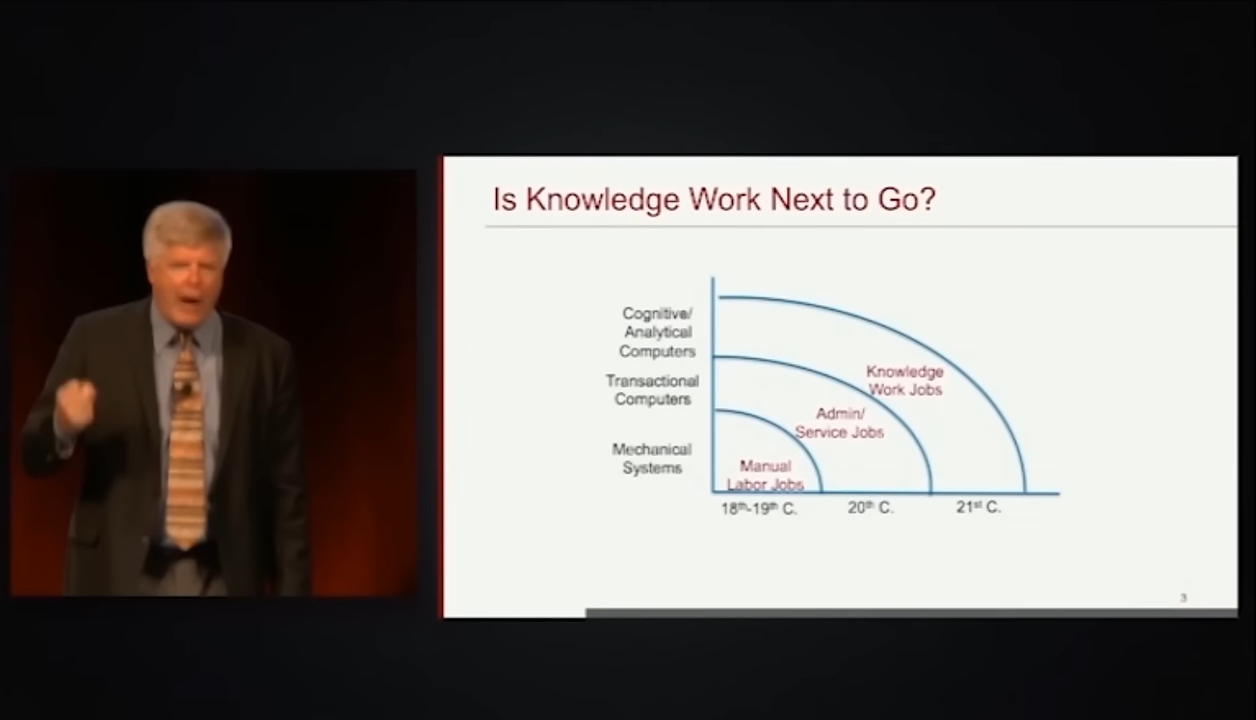 Is Knowledge Work Next to Go?
Cognitive/
Analytical
Computers
Transactional
Computers
Mechanical
Systems
Knowledge
Work Jobs
Admin/
Service Jobs
Manual
Labor Jobs
18th-19th C.
20th C.
21st C.
3